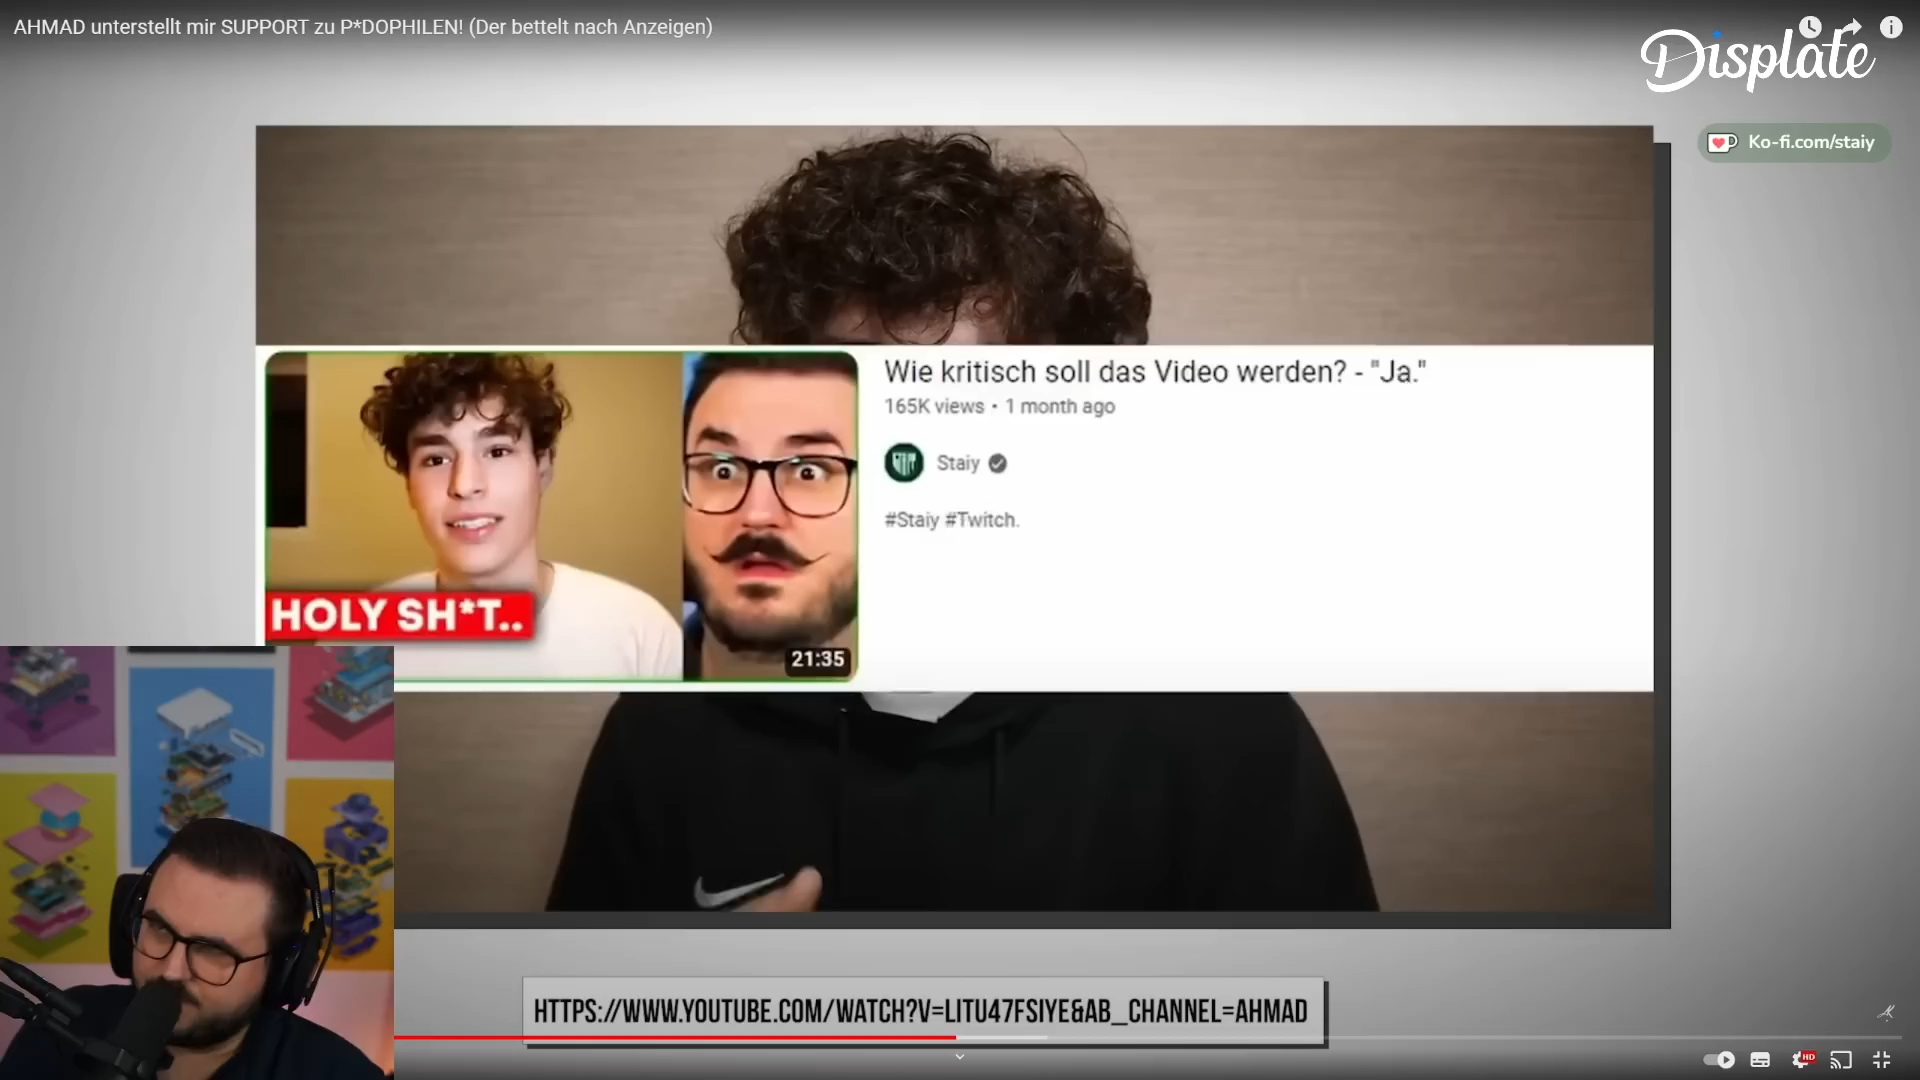 AHMAD unterstellt mir SUPPORT zu P*DOPHILEN! (Der bettelt nach Anzeigen)
Displate
Ko-fi.com/staiy
Wie kritisch soll das Video werden? - "Ja."
165K views • 1 month ago
Staiy
#Staiy #Twitch.
HOLY SH*T..
21:35
HTTPS://WWW.YOUTUBE.COM/WATCH?V=LITU47FSIYE&AB_CHANNEL=AHMAD
HD